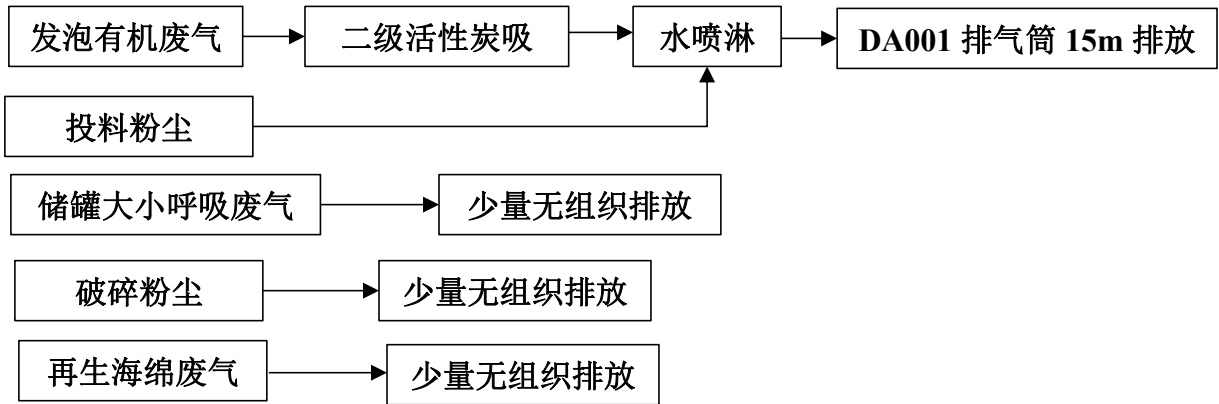 发泡有机废气
二级活性炭吸
水喷淋
DA001 排气筒 15m 排放
投料粉尘
储罐大小呼吸废气
少量无组织排放
破碎粉尘
少量无组织排放
再生海绵废气
少量无组织排放